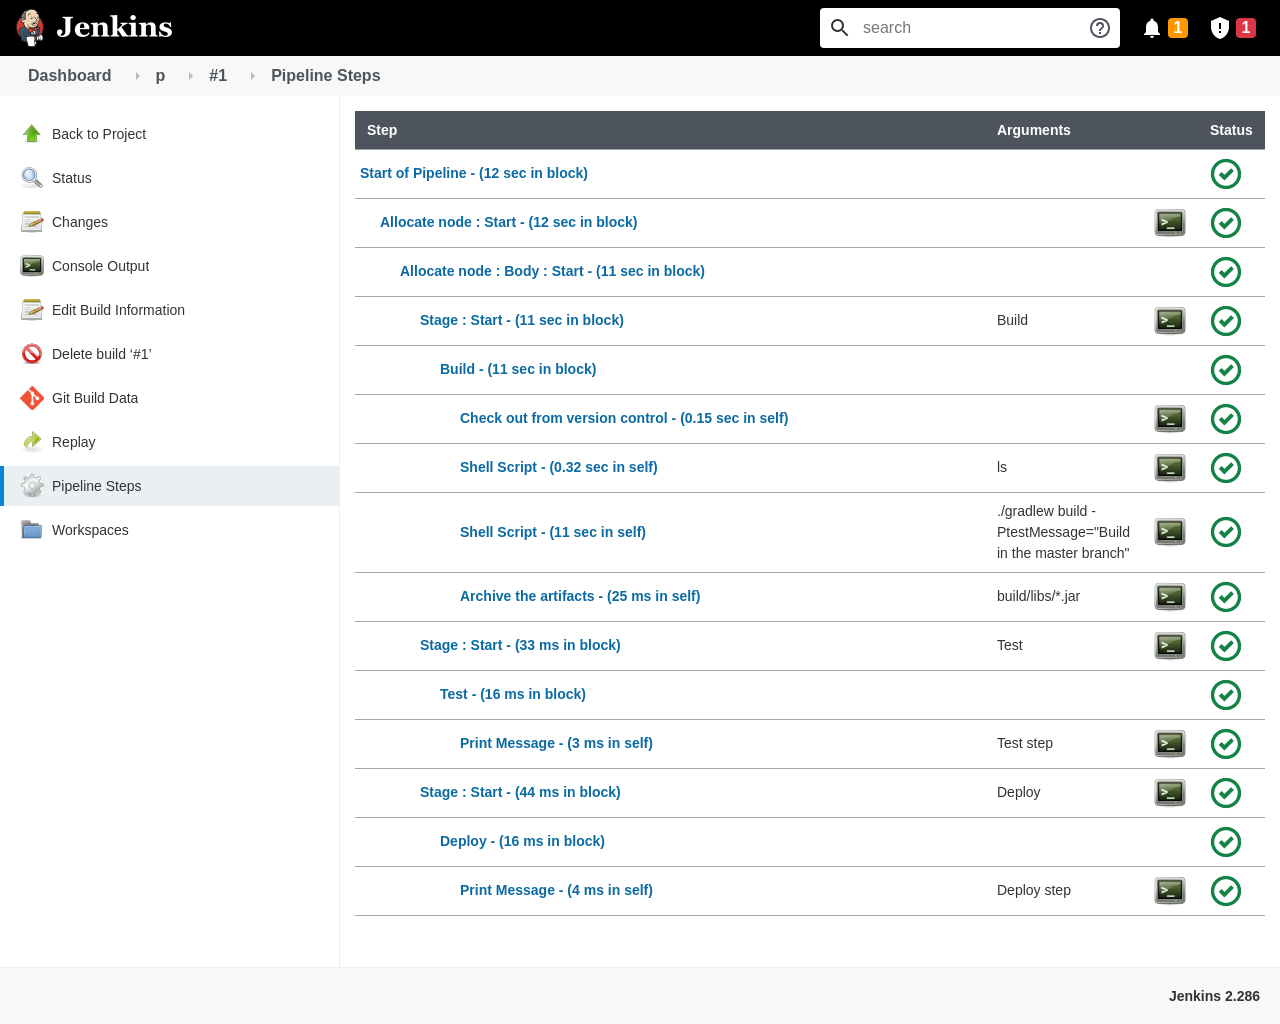 Jenkins
search
1
1
Dashboard
p
#1
Pipeline Steps
Back to Project
Status
Changes
Console Output
Edit Build Information
Delete build ‘#1’
Git Build Data
Replay
Pipeline Steps
Workspaces
Step Arguments Status
Start of Pipeline - (12 sec in block)
Allocate node : Start - (12 sec in block)
Allocate node : Body : Start - (11 sec in block)
Stage : Start - (11 sec in block) Build
Build - (11 sec in block)
Check out from version control - (0.15 sec in self)
Shell Script - (0.32 sec in self) ls
Shell Script - (11 sec in self)
./gradlew build -
PtestMessage="Build
in the master branch"
Archive the artifacts - (25 ms in self) build/libs/*.jar
Stage : Start - (33 ms in block) Test
Test - (16 ms in block)
Print Message - (3 ms in self) Test step
Stage : Start - (44 ms in block) Deploy
Deploy - (16 ms in block)
Print Message - (4 ms in self) Deploy step
Jenkins 2.286